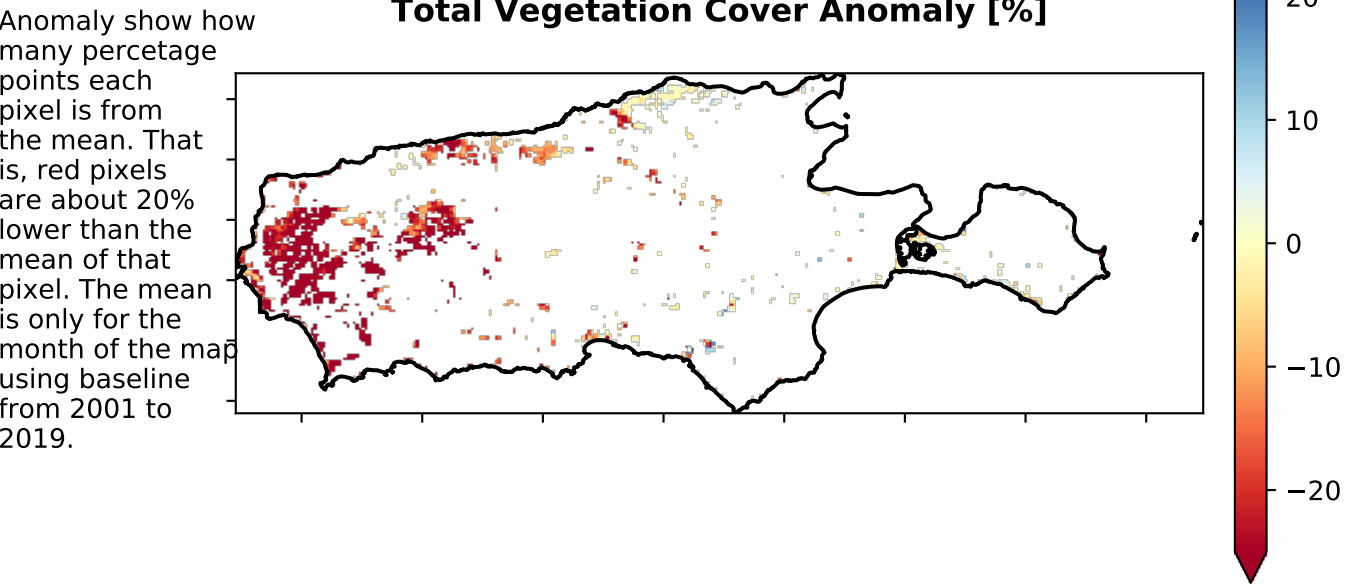 Total Vegetation Cover Anomaly [%]
Anomaly show how
many percetage
points each
pixel is from
the mean. That
is, red pixels
are about 20%
lower than the
mean of that
pixel. The mean
is only for the
month of the map
using baseline
from 2001 to
2019.
20
10
0
−10
−20